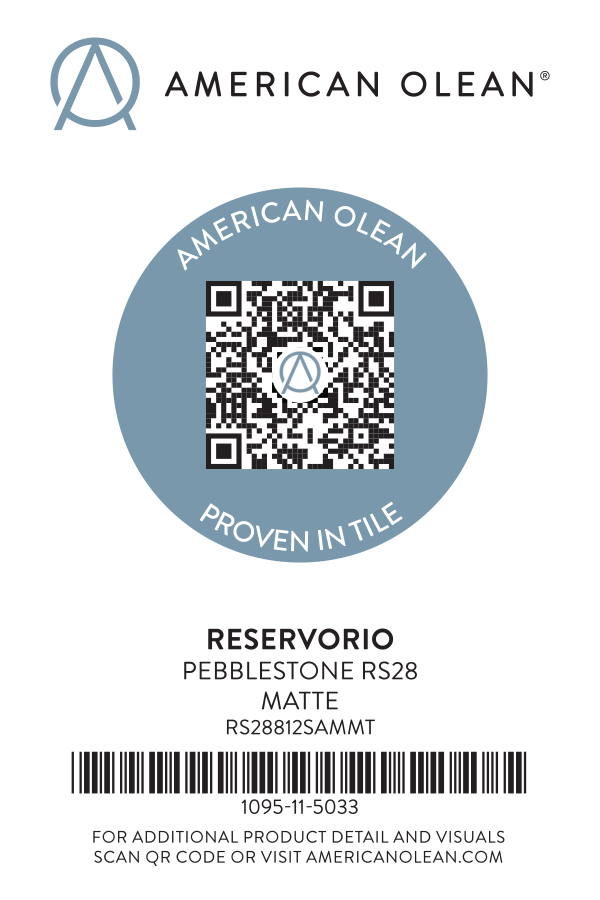 AMERICAN OLEAN®
AMERICAN OLEAN
PROVEN IN TILE
RESERVORIO
PEBBLESTONE RS28
MATTE
RS28812SAMMT
1095-11-5033
FOR ADDITIONAL PRODUCT DETAIL AND VISUALS
SCAN QR CODE OR VISIT AMERICANOLEAN.COM